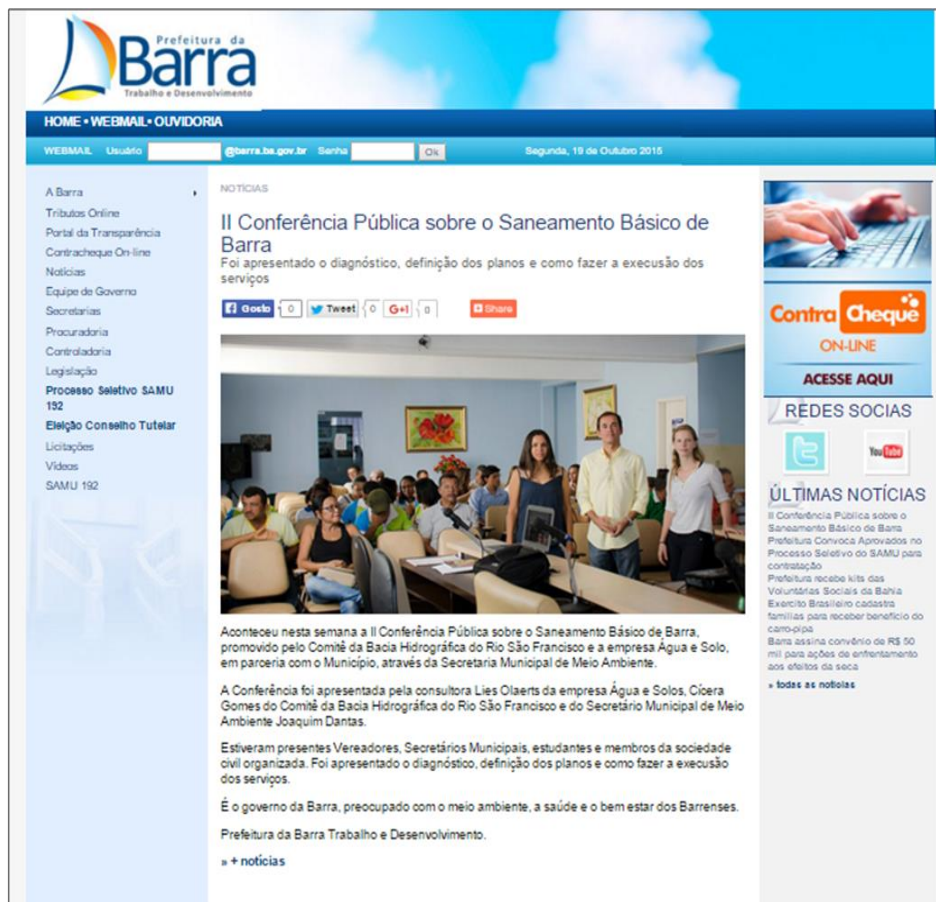 Prefeitura da
Barra
Trabalho e Desenvolvimento
HOME • WEBMAIL • OUVIDORIA
WEBMAIL Usuário @barra.ba.gov.br Senha Ok Segunda, 19 de Outubro 2015
A Barra
Tributos Online
Portal da Transparência
Contracheque On-line
Notícias
Equipe de Governo
Secretarias
Procuradoria
Controladoria
Legislação
Processo Seletivo SAMU
192
Eleição Conselho Tutelar
Licitações
Vídeos
SAMU 192
NOTÍCIAS
II Conferência Pública sobre o Saneamento Básico de
Barra
Foi apresentado o diagnóstico, definição dos planos e como fazer a execusão dos
serviços
Gosto 0 Tweet 0 G+1 0 Share
Aconteceu nesta semana a II Conferência Pública sobre o Saneamento Básico de Barra,
promovido pelo Comitê da Bacia Hidrográfica do Rio São Francisco e a empresa Água e Solo,
em parceria com o Município, através da Secretaria Municipal de Meio Ambiente.
A Conferência foi apresentada pela consultora Lies Olaerts da empresa Água e Solos, Cícera
Gomes do Comitê da Bacia Hidrográfica do Rio São Francisco e do Secretário Municipal de Meio
Ambiente Joaquim Dantas.
Estiveram presentes Vereadores, Secretários Municipais, estudantes e membros da sociedade
civil organizada. Foi apresentado o diagnóstico, definição dos planos e como fazer a execusão
dos serviços.
É o governo da Barra, preocupado com o meio ambiente, a saúde e o bem estar dos Barrenses.
Prefeitura da Barra Trabalho e Desenvolvimento.
» + notícias
Contra Cheque
ON-LINE
ACESSE AQUI
REDES SOCIAS
You Tube
ÚLTIMAS NOTÍCIAS
II Conferência Pública sobre o
Saneamento Básico de Barra
Prefeitura Convoca Aprovados no
Processo Seletivo do SAMU para
contratação
Prefeitura recebe kits das
Voluntárias Sociais da Bahia
Exercito Brasileiro cadastra
famílias para receber benefício do
carro-pipa
Barra assina convênio de R$ 50
mil para ações de enfrentamento
aos efeitos da seca
» todas as notícias